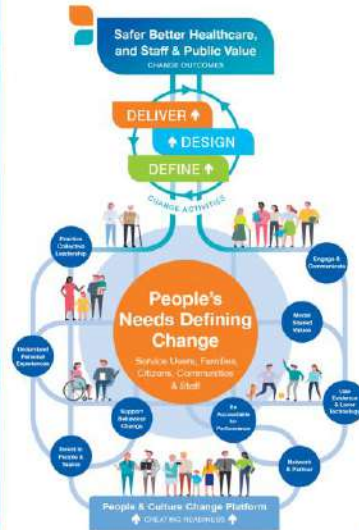 Safer Better Healthcare,
and Staff & Public Value
CHANGE OUTCOMES
DELIVER
DESIGN
DEFINE
CHANGE ACTIVITIES
Practice
Collective
Leadership
Engage &
Communicate
People's
Needs Defining
Change
Service Users, Families,
Citizens, Communities
& Staff
Model
Shared
Values
Understand
Personal
Experiences
Use
Evidence
& Lever
Technology
Support
Behaviour
Change
Be
Accountable
for
Performance
Invest in
People &
Teams
Network
& Partner
People & Culture Change Platform
CREATING READINESS